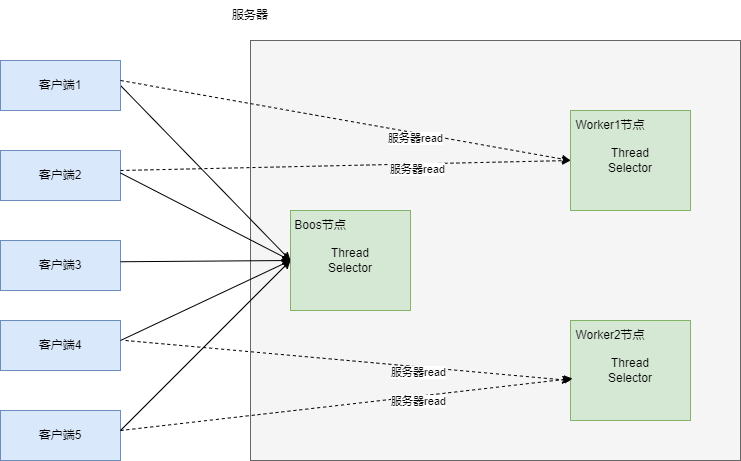 服务器
客户端1
客户端2
客户端3
客户端4
客户端5
服务器read
服务器read
服务器read
服务器read
Boos节点
Thread
Selector
Worker1节点
Thread
Selector
Worker2节点
Thread
Selector